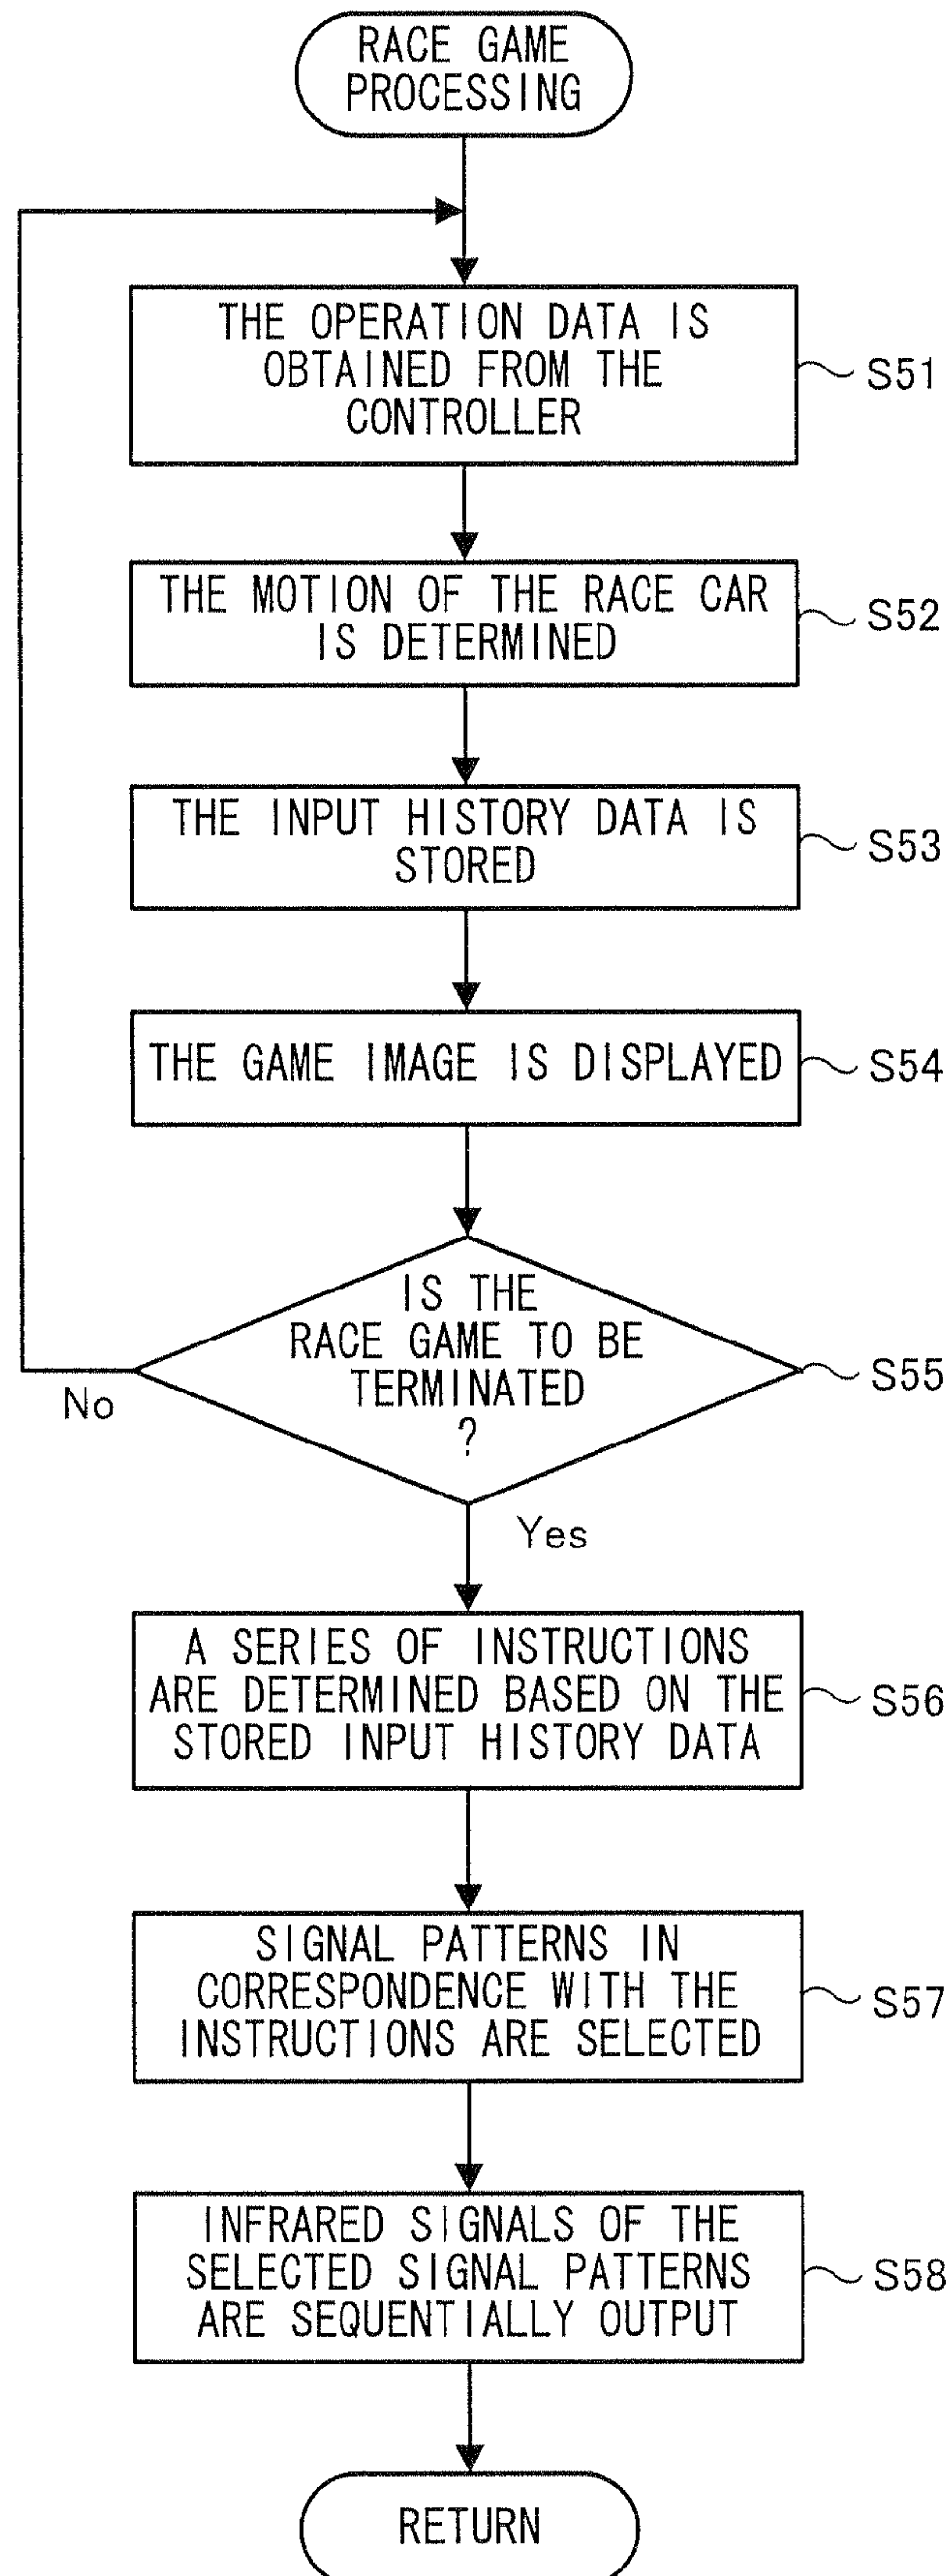 RACE GAME
PROCESSING
THE OPERATION DATA IS
OBTAINED FROM THE
CONTROLLER
S51
THE MOTION OF THE RACE CAR
IS DETERMINED
S52
THE INPUT HISTORY DATA IS
STORED
S53
THE GAME IMAGE IS DISPLAYED
S54
IS THE
RACE GAME TO BE
TERMINATED
?
S55
No
Yes
A SERIES OF INSTRUCTIONS
ARE DETERMINED BASED ON THE
STORED INPUT HISTORY DATA
S56
SIGNAL PATTERNS IN
CORRESPONDENCE WITH THE
INSTRUCTIONS ARE SELECTED
S57
INFRARED SIGNALS OF THE
SELECTED SIGNAL PATTERNS
ARE SEQUENTIALLY OUTPUT
S58
RETURN